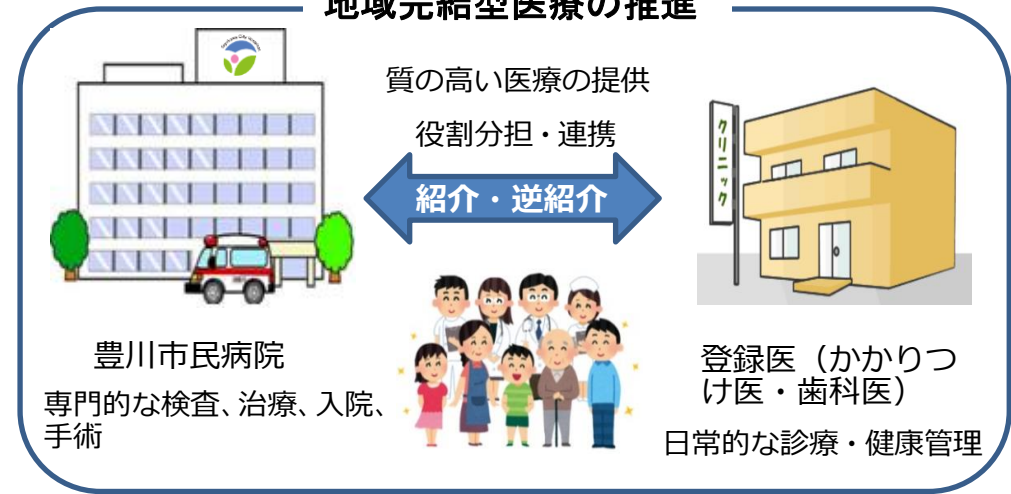 地域完結型医療の推進
質の高い医療の提供
役割分担・連携
紹介・逆紹介
クリニック
豊川市民病院
専門的な検査、治療、入院、
手術
登録医（かかりつ
け医・歯科医）
日常的な診療・健康管理